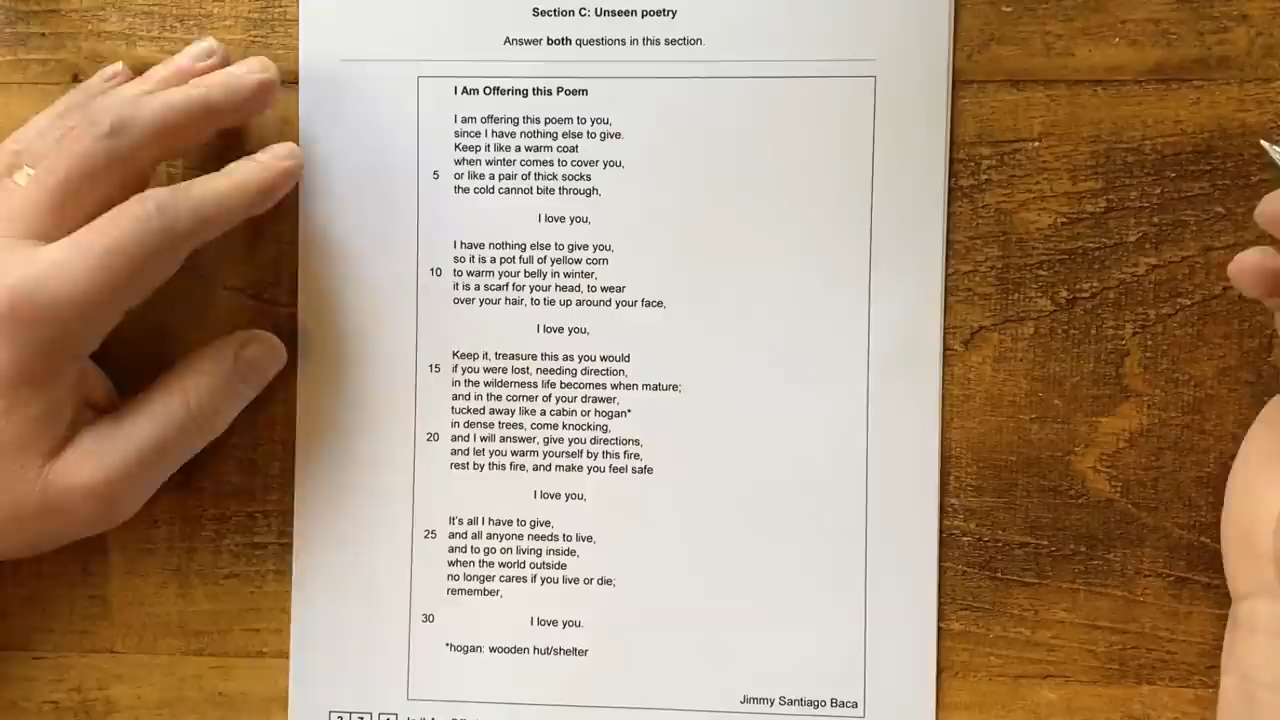 Section C: Unseen poetry
Answer both questions in this section.
I Am Offering this Poem
I am offering this poem to you,
since I have nothing else to give.
Keep it like a warm coat
when winter comes to cover you,
5 or like a pair of thick socks
the cold cannot bite through,
I love you,
I have nothing else to give you,
so it is a pot full of yellow corn
10 to warm your belly in winter,
it is a scarf for your head, to wear
over your hair, to tie up around your face,
I love you,
Keep it, treasure this as you would
15 if you were lost, needing direction,
in the wilderness life becomes when mature;
and in the corner of your drawer,
tucked away like a cabin or hogan*
in dense trees, come knocking,
20 and I will answer, give you directions,
and let you warm yourself by this fire,
rest by this fire, and make you feel safe
I love you,
It's all I have to give,
25 and all anyone needs to live,
and to go on living inside,
when the world outside
no longer cares if you live or die;
remember,
30 I love you.
*hogan: wooden hut/shelter
Jimmy Santiago Baca